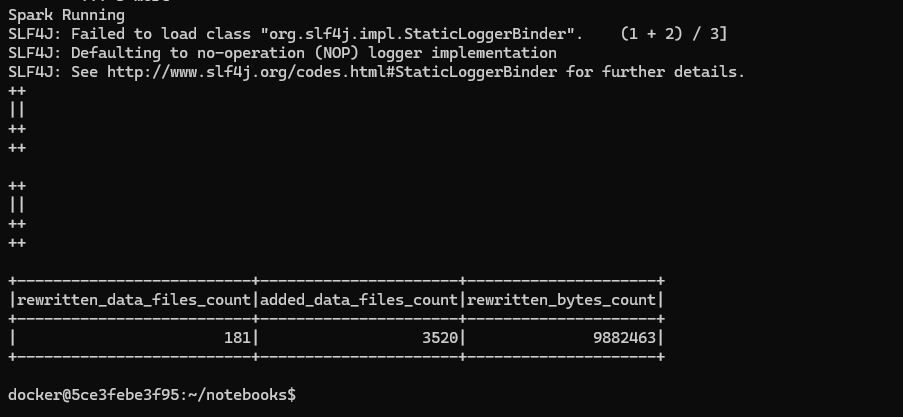 Spark Running
SLF4J: Failed to load class "org.slf4j.impl.StaticLoggerBinder".    (1 + 2) / 3]
SLF4J: Defaulting to no-operation (NOP) logger implementation
SLF4J: See http://www.slf4j.org/codes.html#StaticLoggerBinder for further details.
++
||
++
++

++
||
++
++

+--------------------------+----------------------+---------------------+
|rewritten_data_files_count|added_data_files_count|rewritten_bytes_count|
+--------------------------+----------------------+---------------------+
|                       181|                  3520|              9882463|
+--------------------------+----------------------+---------------------+

docker@5ce3febe3f95:~/notebooks$